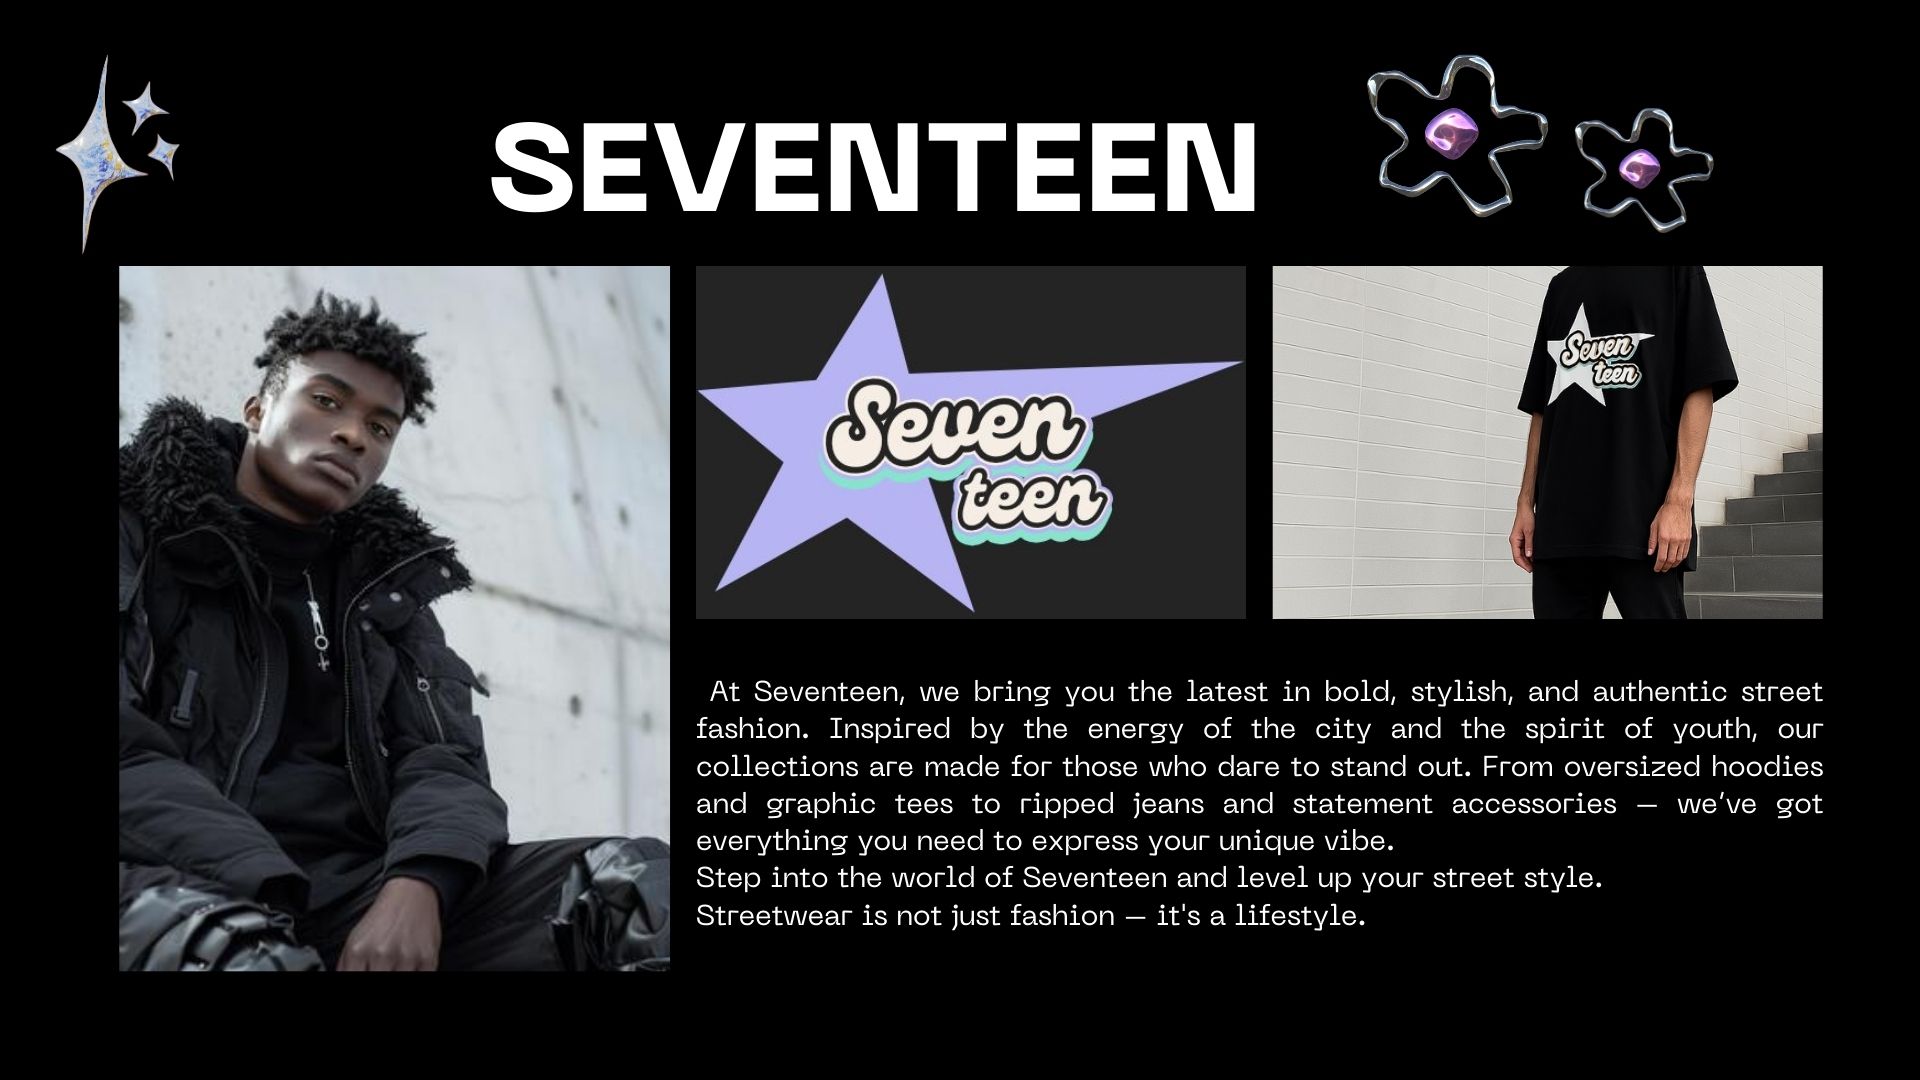 SEVENTEEN
Seven
teen
Seven
teen
At Seventeen, we bring you the latest in bold, stylish, and authentic street
fashion. Inspired by the energy of the city and the spirit of youth, our
collections are made for those who dare to stand out. From oversized hoodies
and graphic tees to ripped jeans and statement accessories — we’ve got
everything you need to express your unique vibe.
Step into the world of Seventeen and level up your street style.
Streetwear is not just fashion — it's a lifestyle.